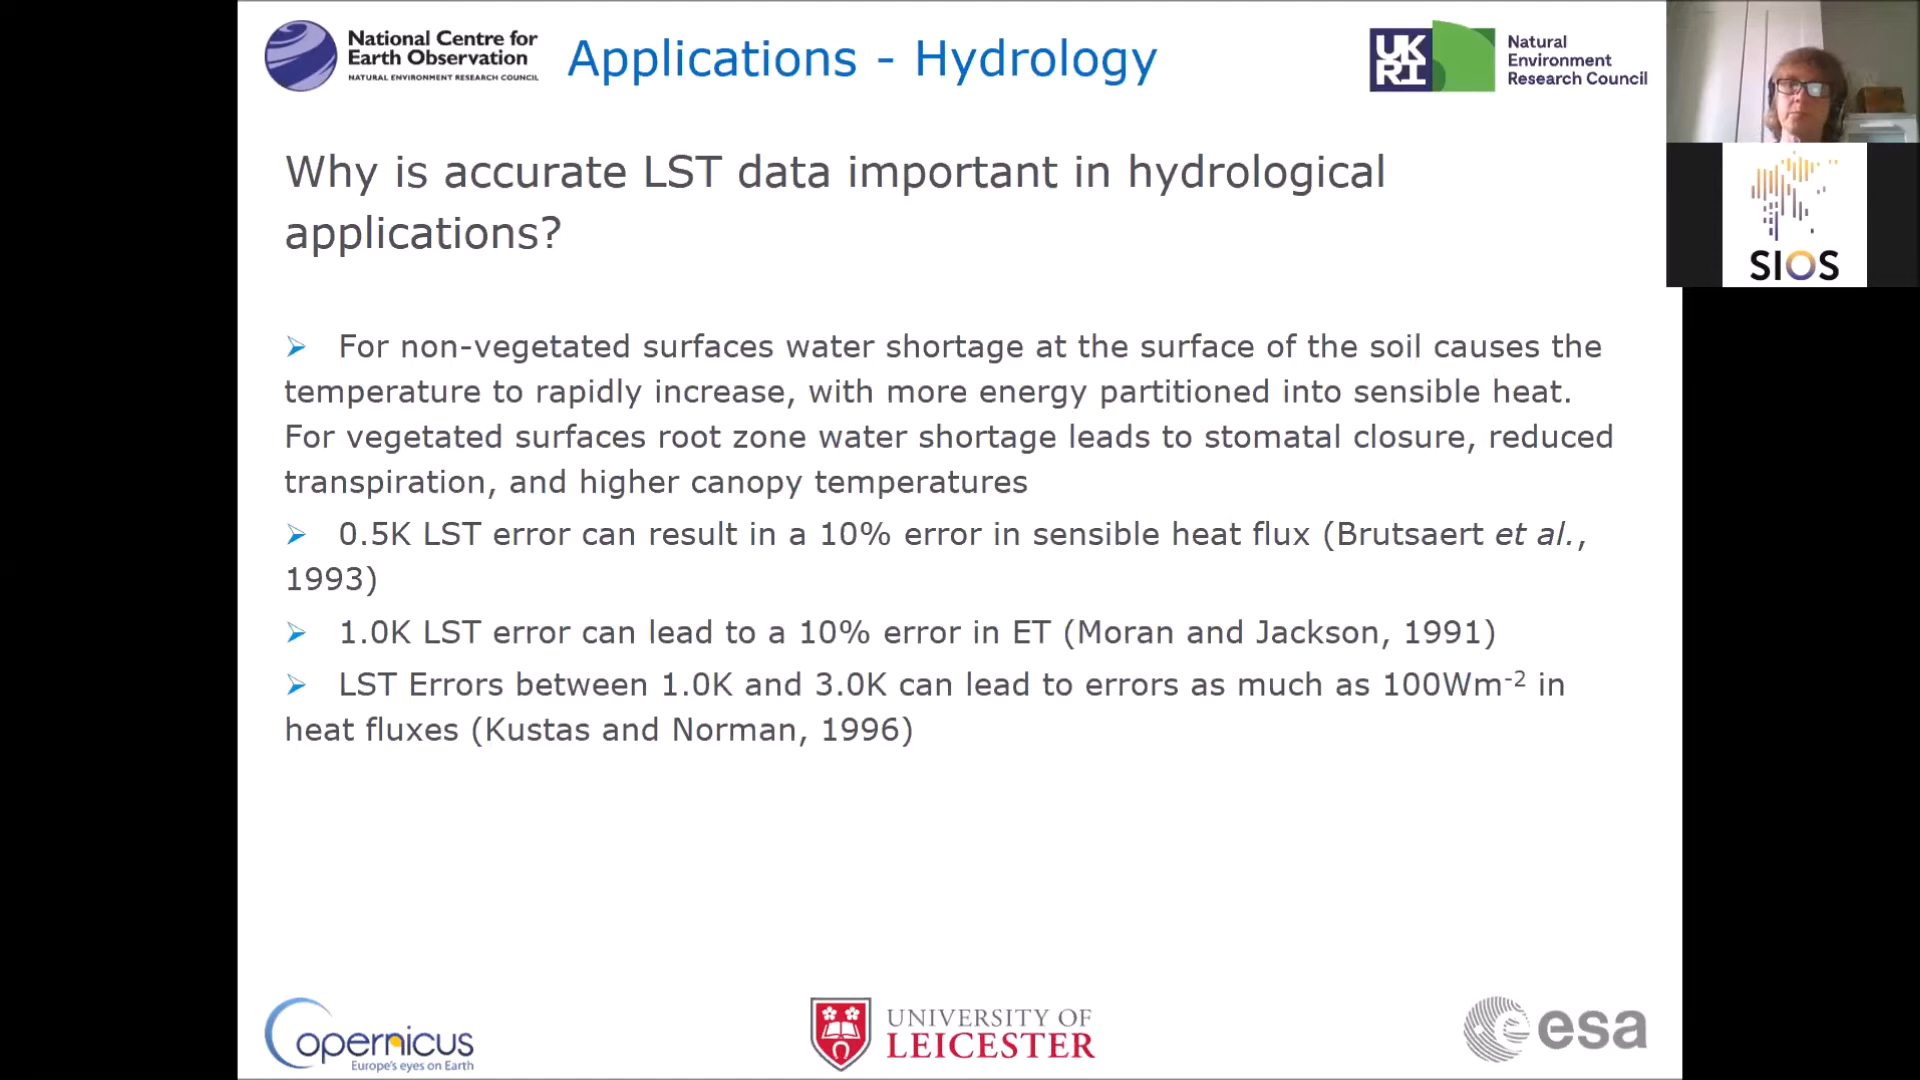 National Centre for
Earth Observation
NATURAL ENVIRONMENT RESEARCH COUNCIL
Applications - Hydrology
UK
RI
Natural
Environment
Research Council
SIOS
Why is accurate LST data important in hydrological
applications?
➢ For non-vegetated surfaces water shortage at the surface of the soil causes the
temperature to rapidly increase, with more energy partitioned into sensible heat.
For vegetated surfaces root zone water shortage leads to stomatal closure, reduced
transpiration, and higher canopy temperatures
➢ 0.5K LST error can result in a 10% error in sensible heat flux (Brutsaert et al.,
1993)
➢ 1.0K LST error can lead to a 10% error in ET (Moran and Jackson, 1991)
➢ LST Errors between 1.0K and 3.0K can lead to errors as much as 100Wm⁻² in
heat fluxes (Kustas and Norman, 1996)
opernicus
Europe's eyes on Earth
UNIVERSITY OF
LEICESTER
esa